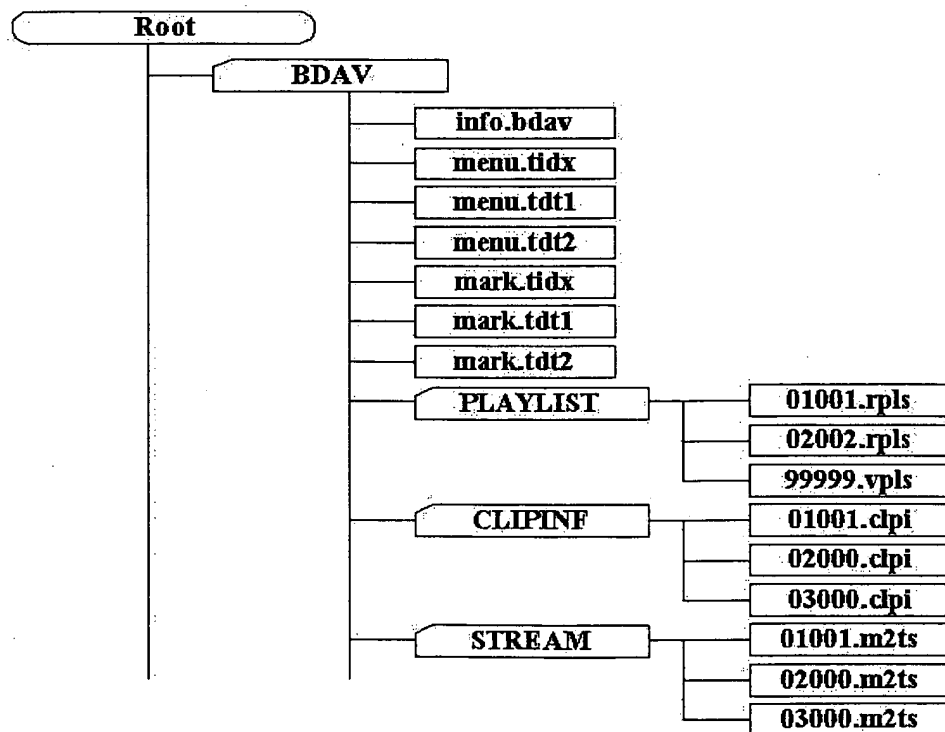 Root
BDAV
info.bdav
menu.tidx
menu.tdt1
menu.tdt2
mark.tidx
mark.tdt1
mark.tdt2
PLAYLIST
01001.rpls
02002.rpls
99999.vpls
CLIPINF
01001.clpi
02000.clpi
03000.clpi
STREAM
01001.m2ts
02000.m2ts
03000.m2ts